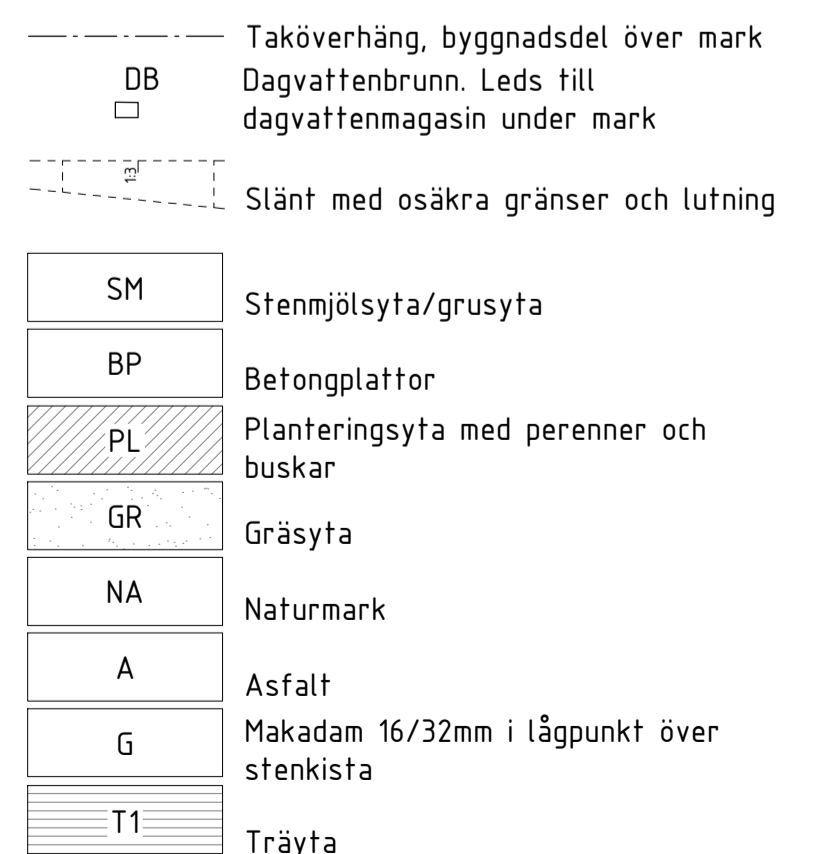 Taköverhäng, byggnadsdel över mark
DB
Dagvattenbrunn. Leds till
dagvattenmagasin under mark
1:3
Slänt med osäkra gränser och lutning
SM
Stenmjölsyta/grusyta
BP
Betongplattor
PL
Planteringsyta med perenner och
buskar
GR
Gräsyta
NA
Naturmark
A
Asfalt
G
Makadam 16/32mm i lågpunkt över
stenkista
T1
Träyta